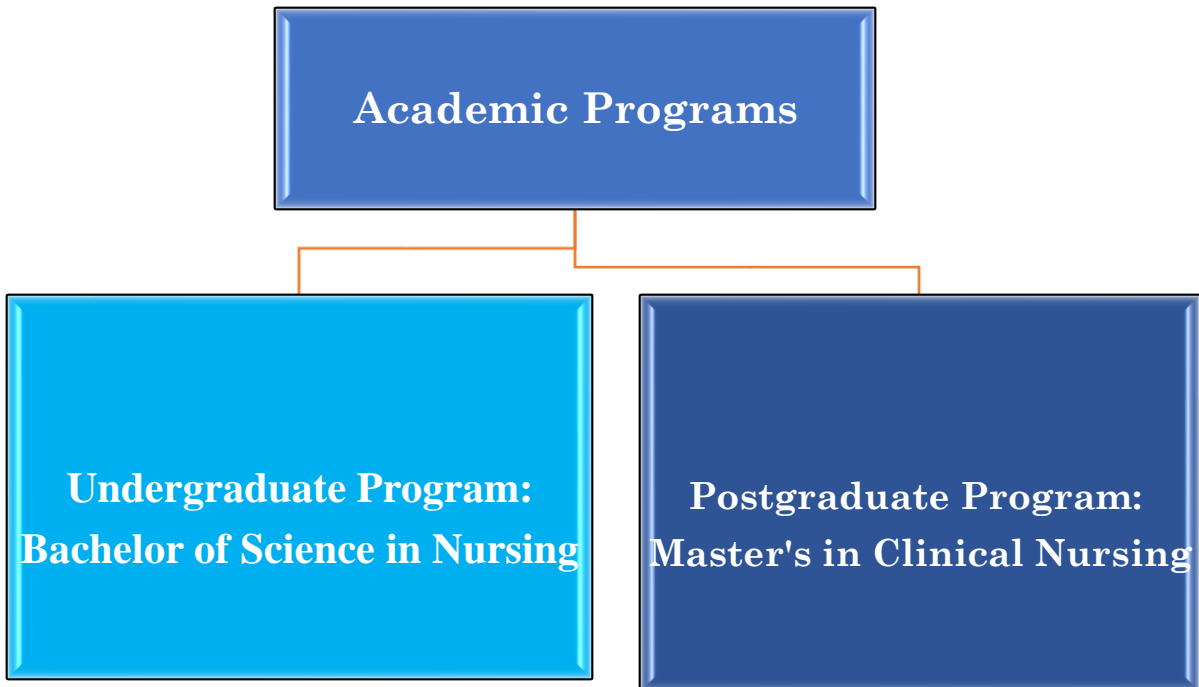 Academic Programs
Undergraduate Program:
Bachelor of Science in Nursing
Postgraduate Program:
Master's in Clinical Nursing